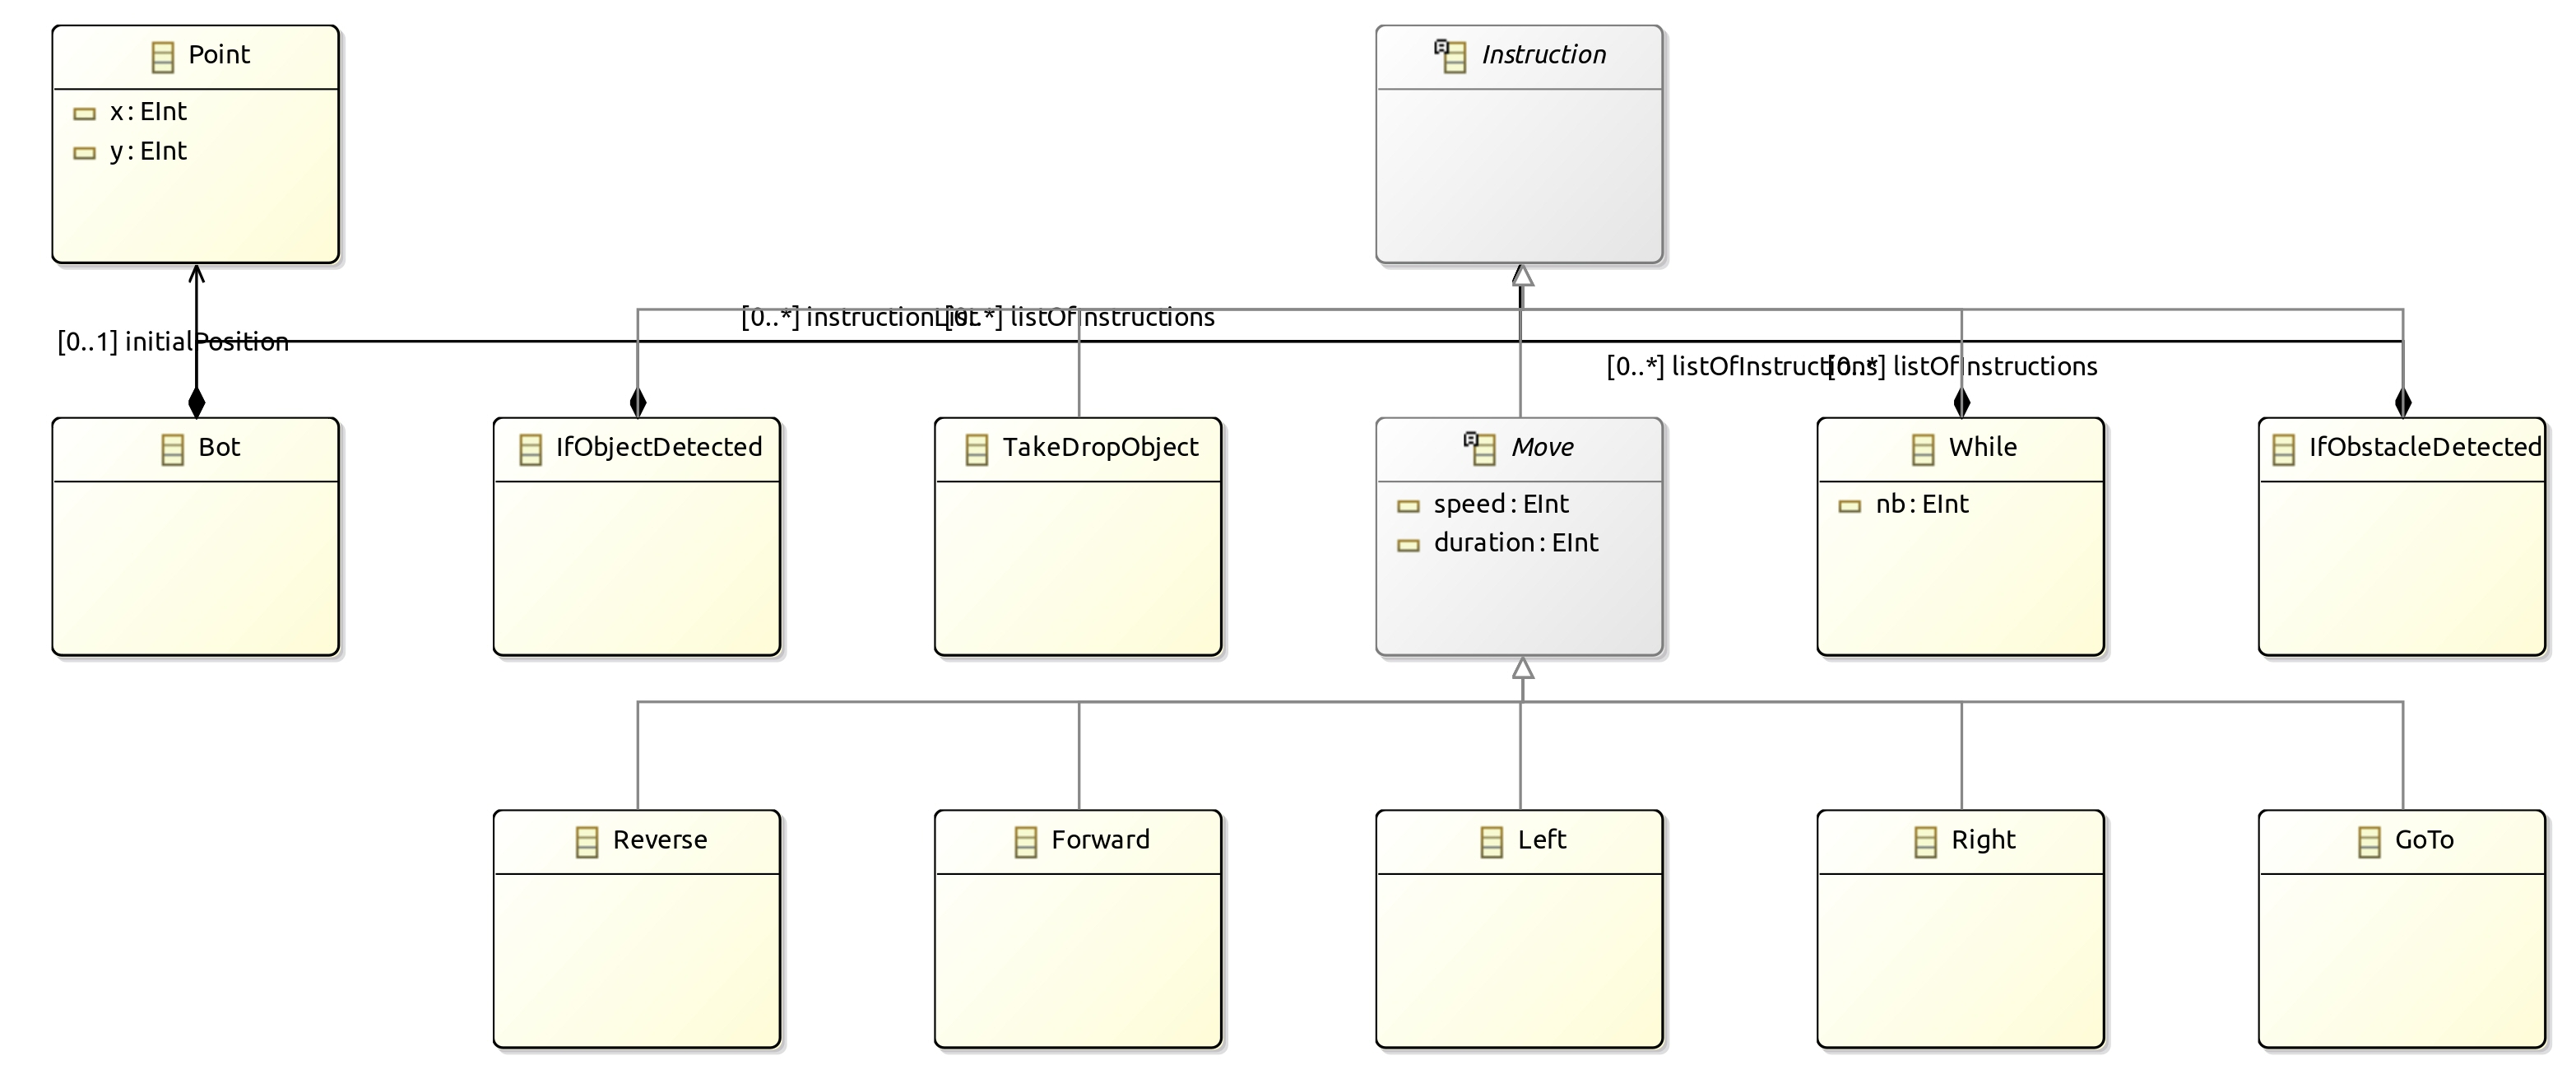 Point
x : EInt
y : EInt
Instruction
[0..*] instructionList
[0..*] listOfInstructions
[0..1] initialPosition
[0..*] listOfInstructions
[0..*] listOfInstructions
Bot
IfObjectDetected
TakeDropObject
Move
speed : EInt
duration : EInt
While
nb : EInt
IfObstacleDetected
Reverse
Forward
Left
Right
GoTo